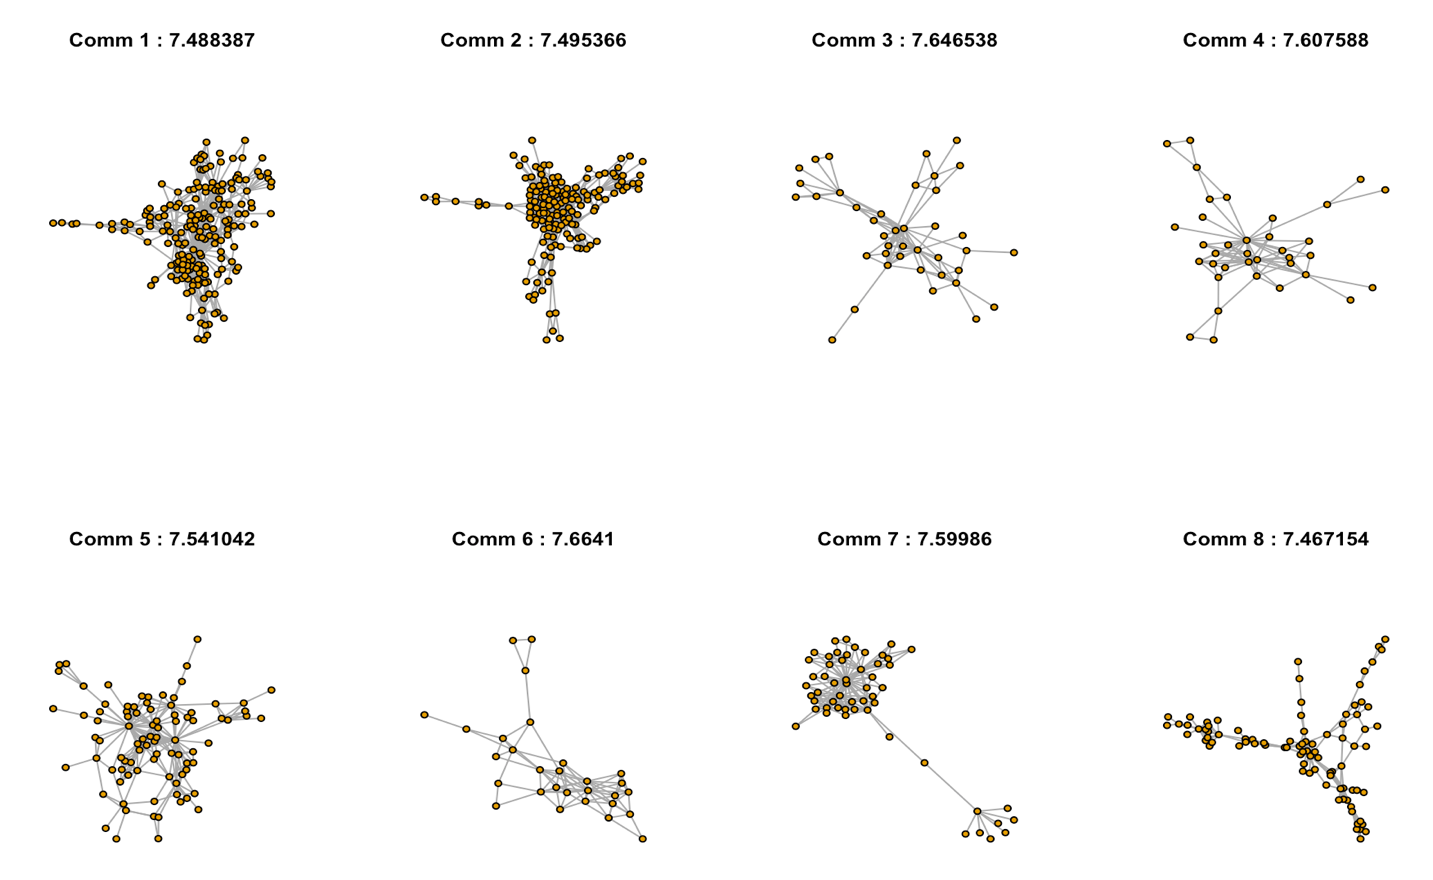 Comm 1 : 7.488387
Comm 2 : 7.495366
Comm 3 : 7.646538
Comm 4 : 7.607588
Comm 5 : 7.541042
Comm 6 : 7.6641
Comm 7 : 7.59986
Comm 8 : 7.467154